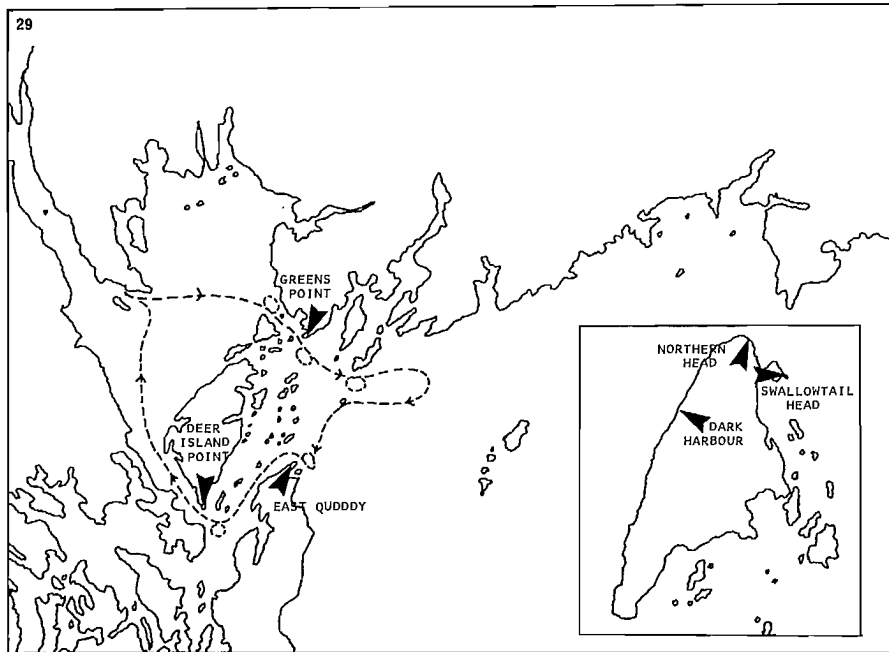 29
GREENS
POINT
DEER
ISLAND
POINT
EAST QUDDDY
NORTHERN
HEAD
SWALLOWTAIL
HEAD
DARK
HARBOUR